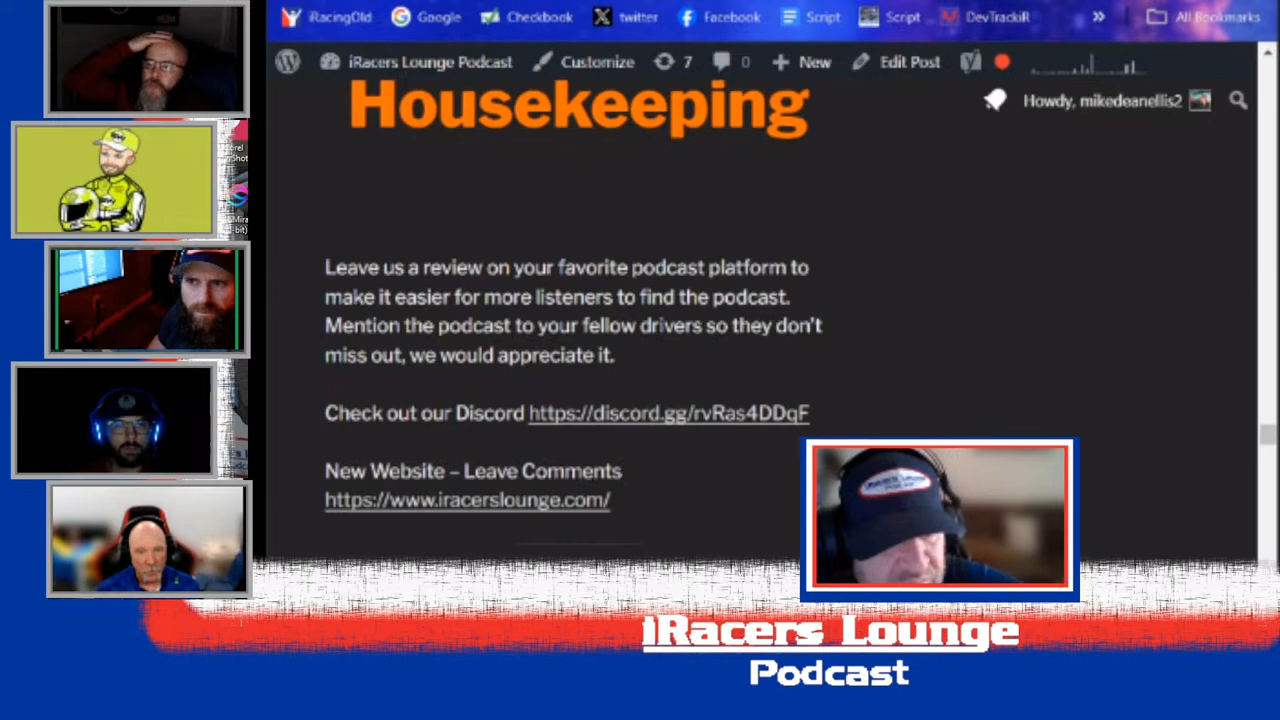 iRacingOld Google Checkbook twitter Facebook Script Script DevTrackiR » All Bookmarks
iRacers Lounge Podcast Customize 7 0 New Edit Post
Howdy, mikedeanellis2
Housekeeping
Leave us a review on your favorite podcast platform to
make it easier for more listeners to find the podcast.
Mention the podcast to your fellow drivers so they don't
miss out, we would appreciate it.
Check out our Discord https://discord.gg/rvRas4DDqF
New Website – Leave Comments
https://www.iracerslounge.com/
iRacers Lounge
Podcast